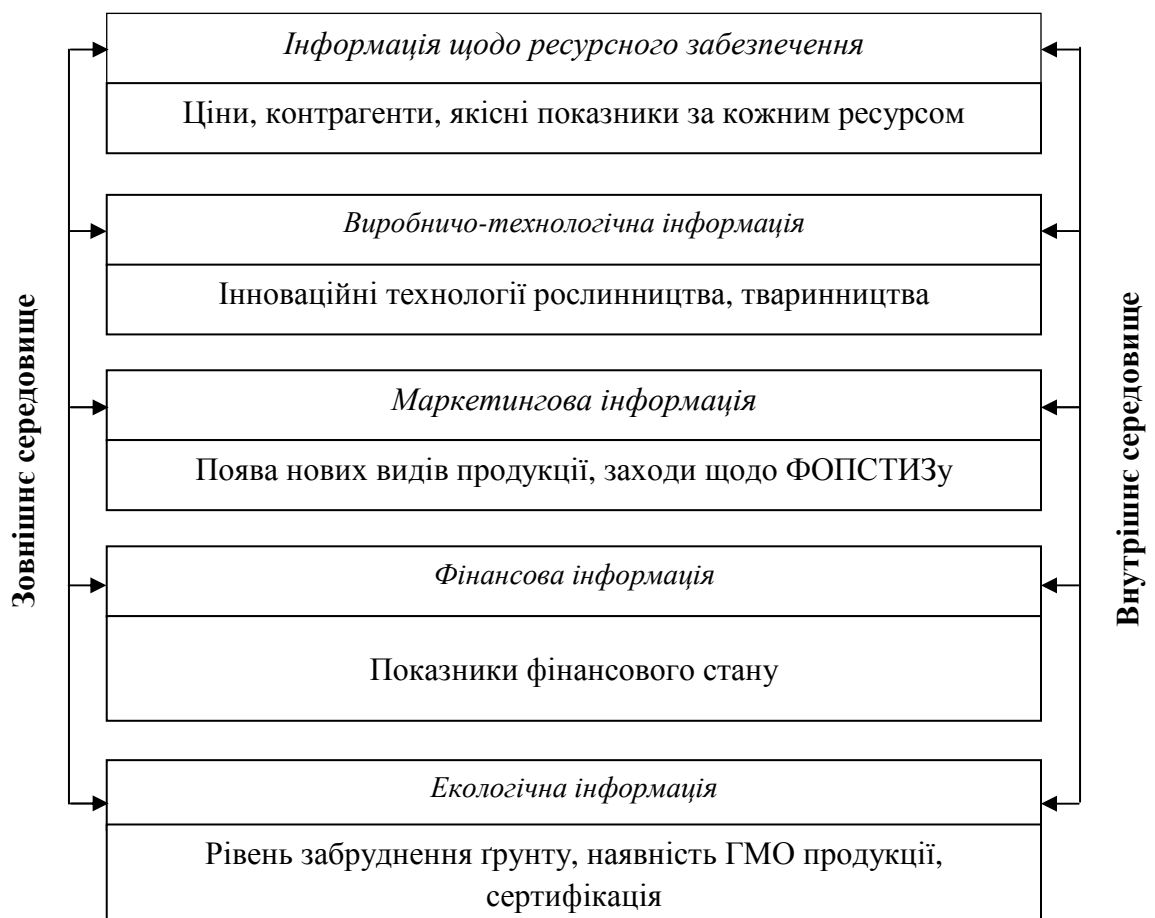 Інформація щодо ресурсного забезпечення
Ціни, контрагенти, якісні показники за кожним ресурсом
Виробничо-технологічна інформація
Інноваційні технології рослинництва, тваринництва
Маркетингова інформація
Поява нових видів продукції, заходи щодо ФОПСТИЗу
Фінансова інформація
Показники фінансового стану
Екологічна інформація
Рівень забруднення ґрунту, наявність ГМО продукції,
сертифікація
Зовнішнє середовище
Внутрішнє середовище